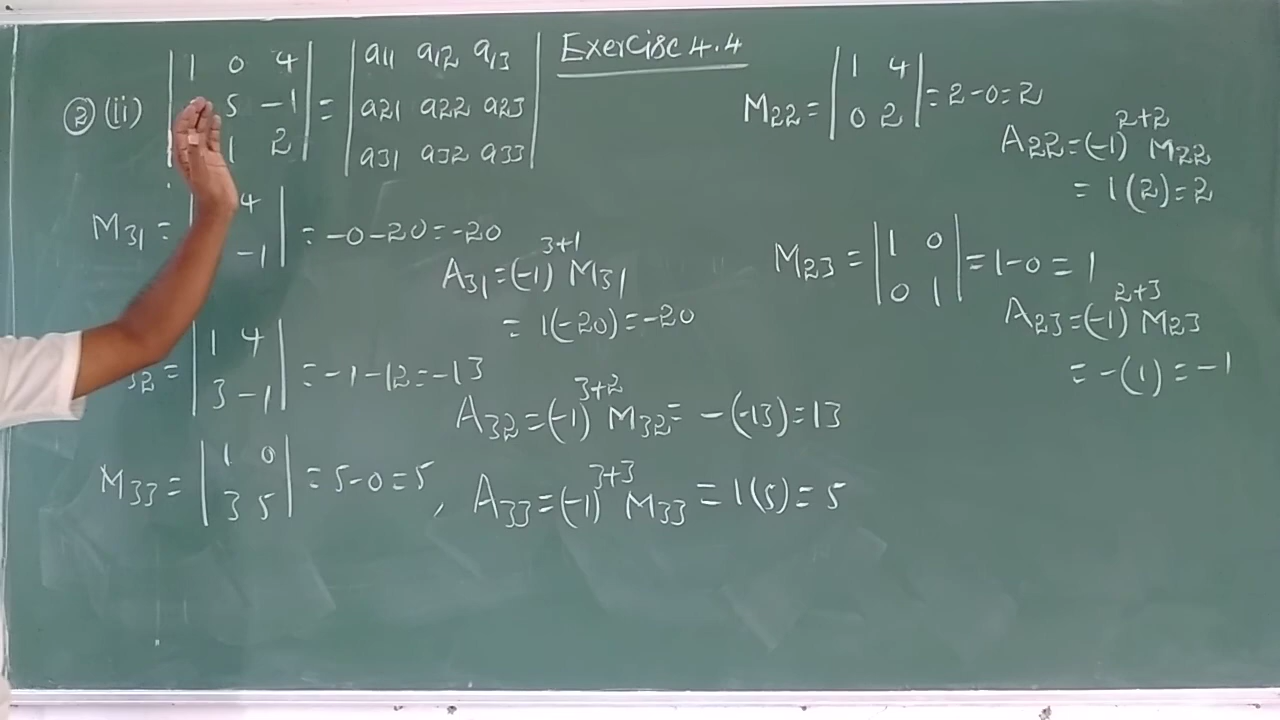 Exercise 4.4
② (ii) | 1 0 4 | = | a11 a12 a13 |
| 5 -1 | | a21 a22 a23 |
| 1 2 | | a31 a32 a33 |
M31 = | 4 | = -0-20 = -20
| -1 |
A31 = (-1)^3+1 M31
= 1(-20) = -20
32 = | 1 4 | = -1-12 = -13
| 3 -1 |
A32 = (-1)^3+2 M32 = -(-13) = 13
M33 = | 1 0 | = 5-0 = 5 ,
| 3 5 |
A33 = (-1)^3+3 M33 = 1(5) = 5
M22 = | 1 4 | = 2-0 = 2
| 0 2 |
A22 = (-1)^2+2 M22
= 1(2) = 2
M23 = | 1 0 | = 1-0 = 1
| 0 1 |
A23 = (-1)^2+3 M23
= -(1) = -1